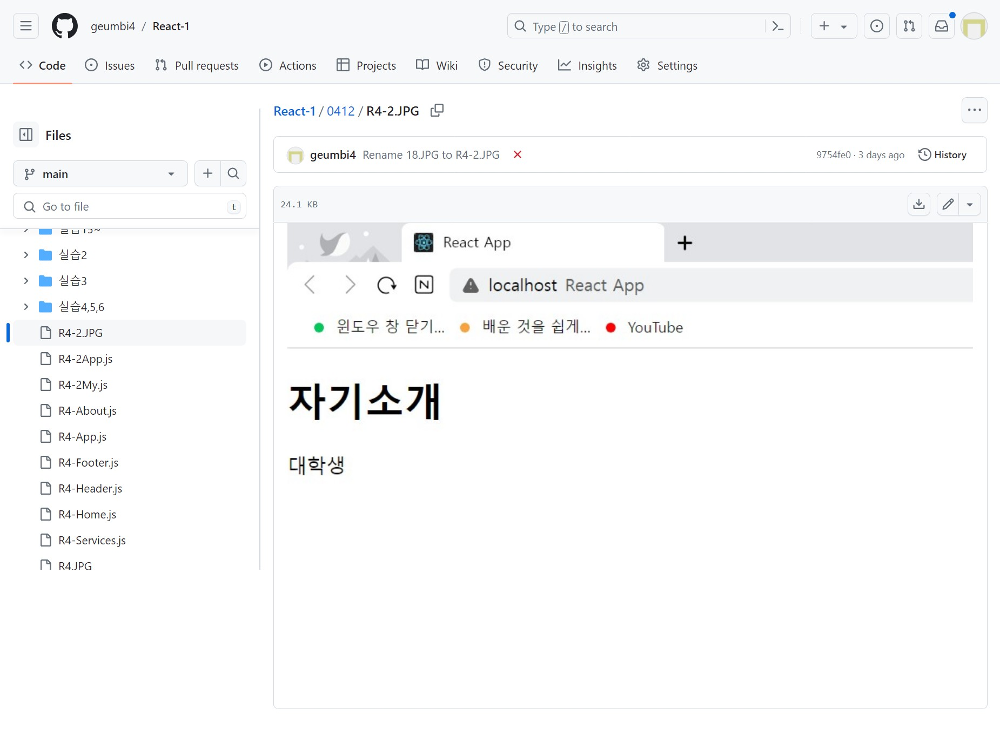 geumbi4 / React-1
Type / to search
Code
Issues
Pull requests
Actions
Projects
Wiki
Security
Insights
Settings
Files
main
Go to file
t
실습15~
실습2
실습3
실습4,5,6
R4-2.JPG
R4-2App.js
R4-2My.js
R4-About.js
R4-App.js
R4-Footer.js
R4-Header.js
R4-Home.js
R4-Services.js
R4.JPG
React-1 / 0412 / R4-2.JPG
geumbi4 Rename 18.JPG to R4-2.JPG
9754fe0 · 3 days ago
History
24.1 KB
React App
N
localhost React App
윈도우 창 닫기...
배운 것을 쉽게...
YouTube
자기소개
대학생